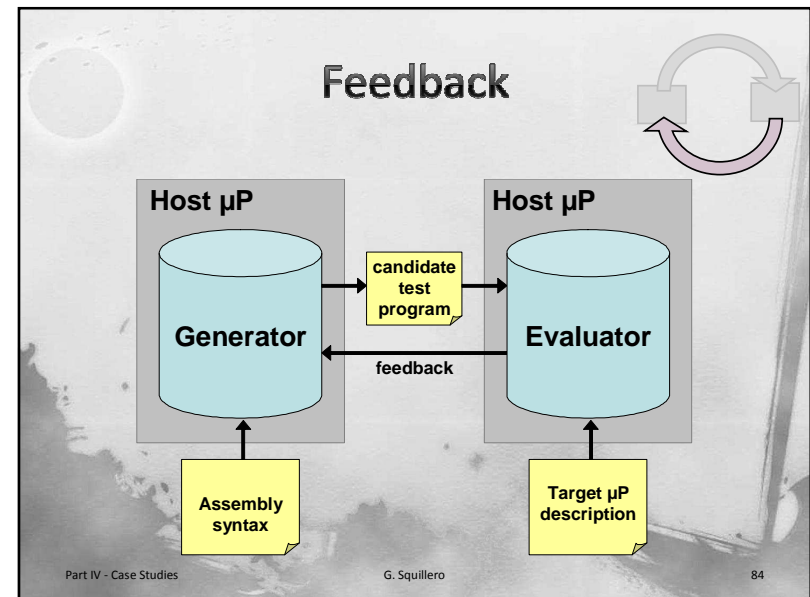 Feedback
Host µP
Host µP
candidate
test
program
Generator
Evaluator
feedback
Assembly
syntax
Target µP
description
Part IV - Case Studies
G. Squillero
84